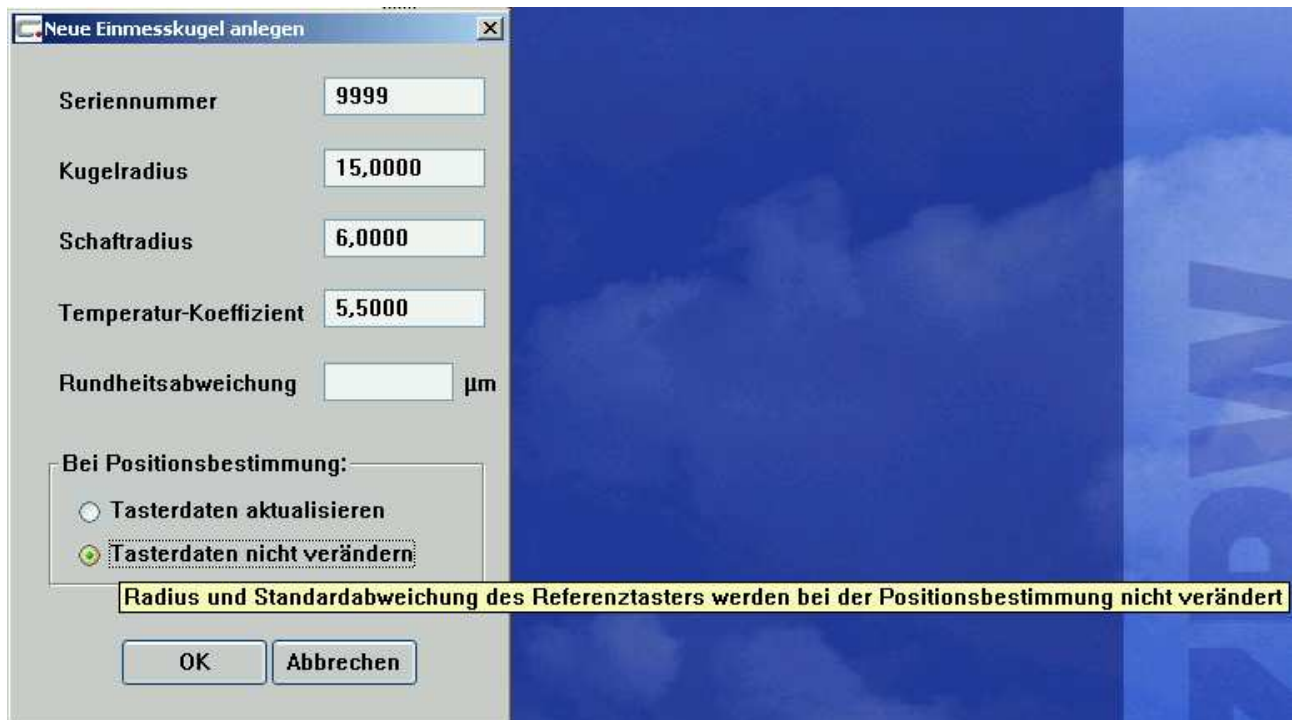 Neue Einmesskugel anlegen
Seriennummer 9999
Kugelradius 15,0000
Schaftradius 6,0000
Temperatur-Koeffizient 5,5000
Rundheitsabweichung µm
Bei Positionsbestimmung:
Tasterdaten aktualisieren
Tasterdaten nicht verändern
Radius und Standardabweichung des Referenztasters werden bei der Positionsbestimmung nicht verändert
OK Abbrechen